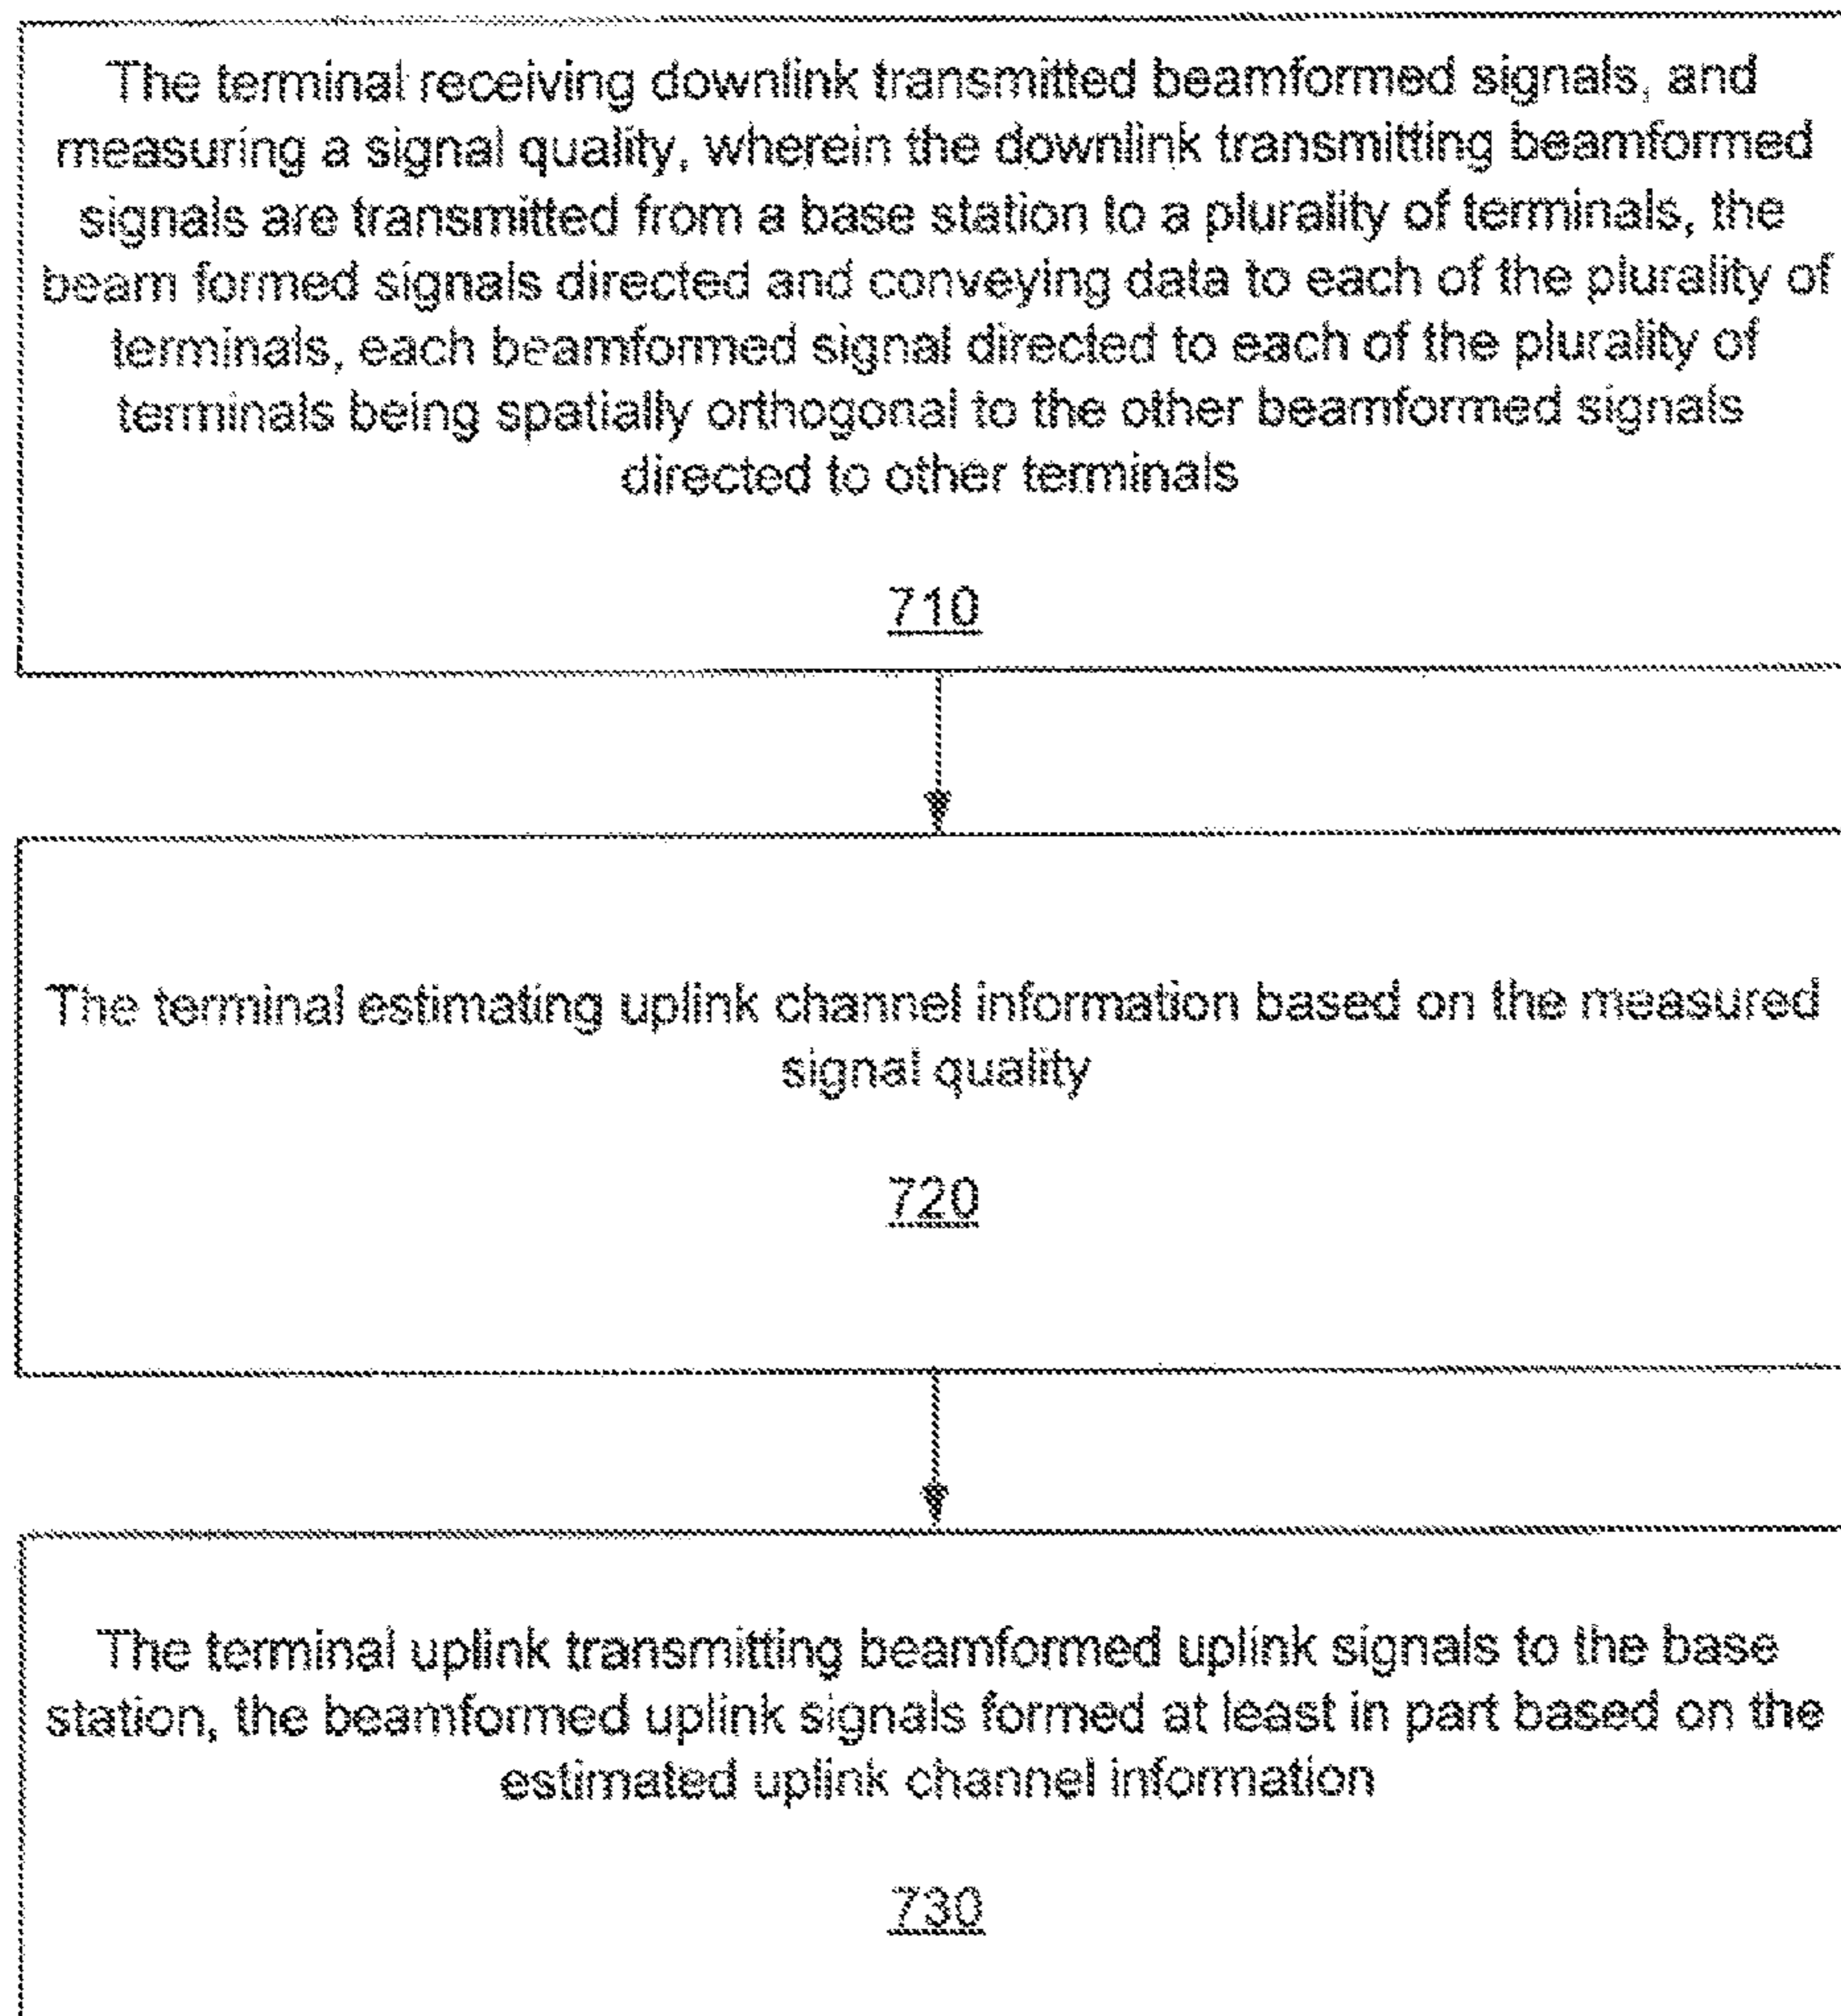 The terminal receiving downlink transmitted beamformed signals, and
measuring a signal quality, wherein the downlink transmitting beamformed
signals are transmitted from a base station to a plurality of terminals, the
beam formed signals directed and conveying data to each of the plurality of
terminals, each beamformed signal directed to each of the plurality of
terminals being spatially orthogonal to the other beamformed signals
directed to other terminals
710
The terminal estimating uplink channel information based on the measured
signal quality
720
The terminal uplink transmitting beamformed uplink signals to the base
station, the beamformed uplink signals formed at least in part based on the
estimated uplink channel information
730